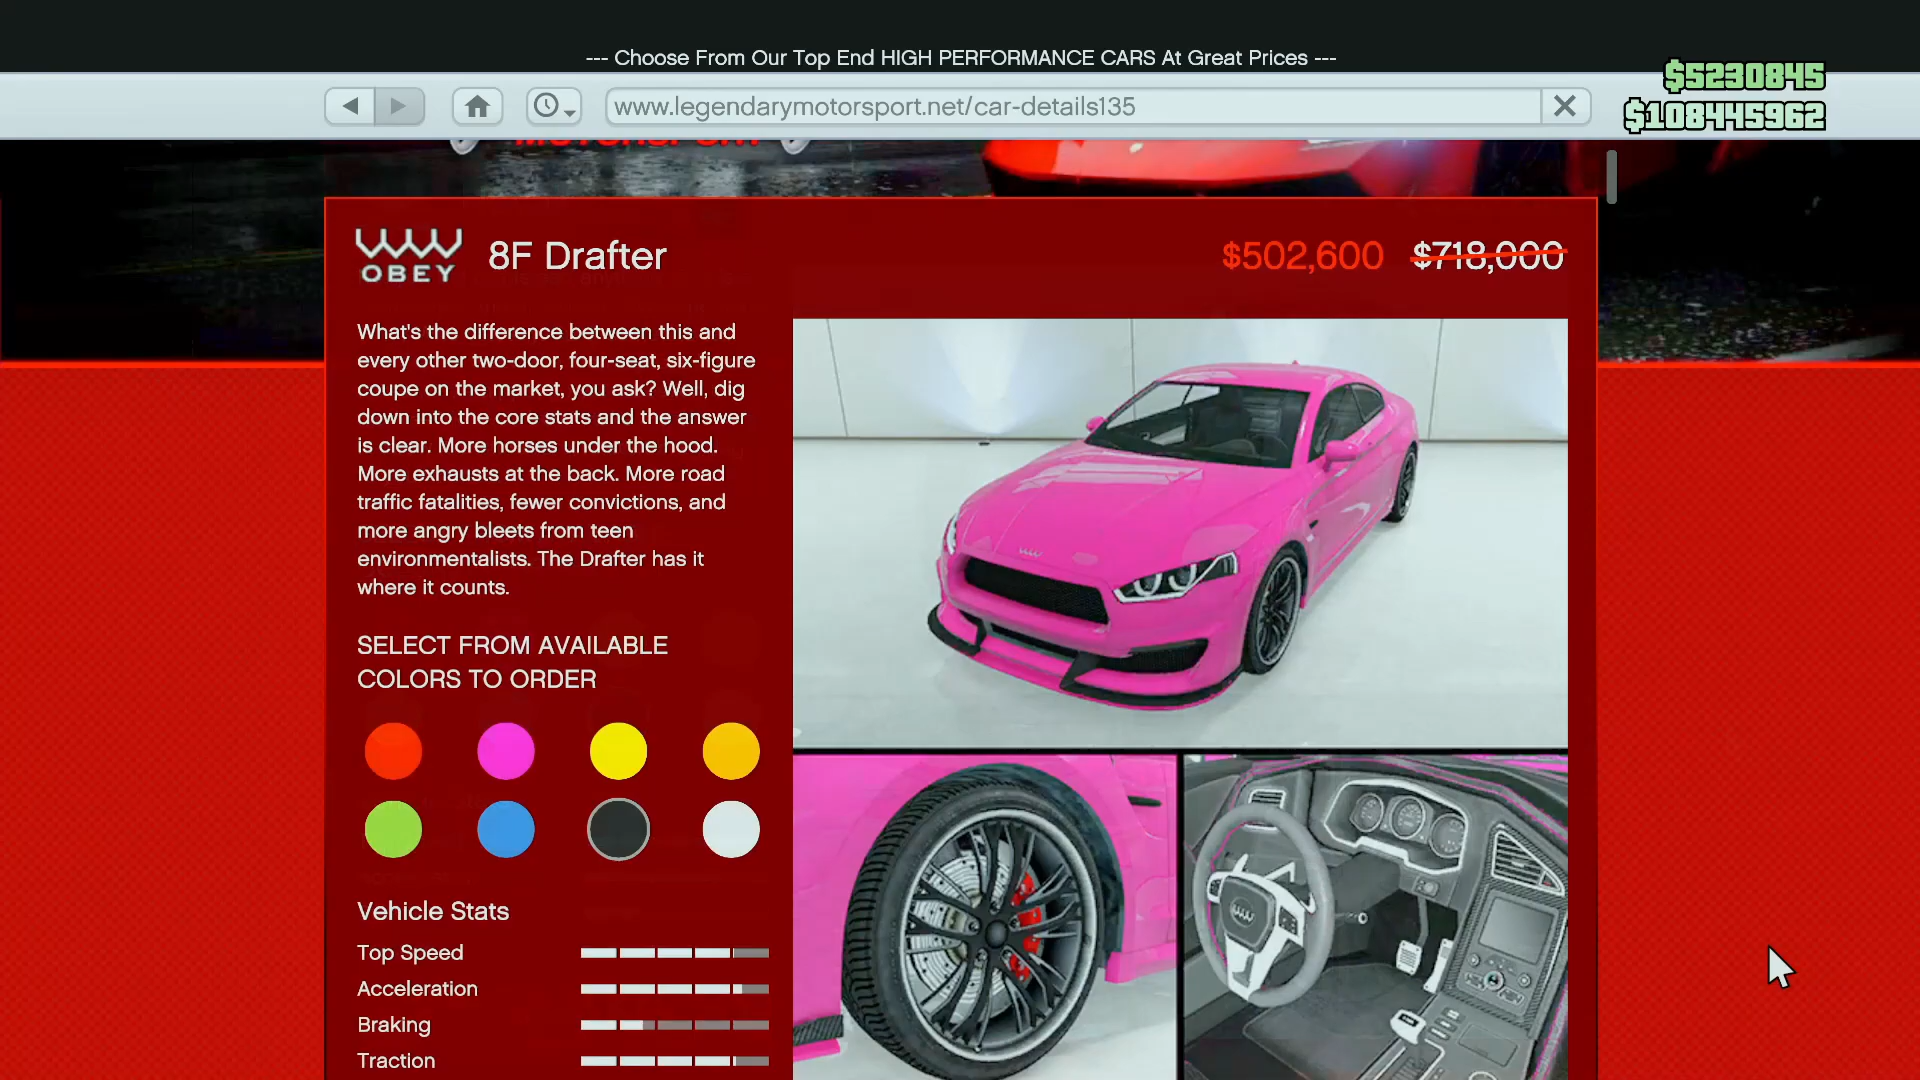 --- Choose From Our Top End HIGH PERFORMANCE CARS At Great Prices ---
$5230845
www.legendarymotorsport.net/car-details135
$108445962
OBEY
8F Drafter
$502,600 $718,000
What's the difference between this and
every other two-door, four-seat, six-figure
coupe on the market, you ask? Well, dig
down into the core stats and the answer
is clear. More horses under the hood.
More exhausts at the back. More road
traffic fatalities, fewer convictions, and
more angry bleets from teen
environmentalists. The Drafter has it
where it counts.
SELECT FROM AVAILABLE
COLORS TO ORDER
Vehicle Stats
Top Speed
Acceleration
Braking
Traction